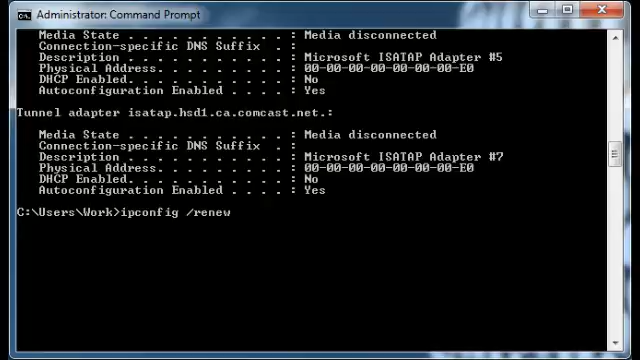 Administrator: Command Prompt
Media State . . . . . . . . . . . : Media disconnected
Connection-specific DNS Suffix  . :
Description . . . . . . . . . . . : Microsoft ISATAP Adapter #5
Physical Address. . . . . . . . . : 00-00-00-00-00-00-00-E0
DHCP Enabled. . . . . . . . . . . : No
Autoconfiguration Enabled . . . . : Yes
Tunnel adapter isatap.hsd1.ca.comcast.net.:
Media State . . . . . . . . . . . : Media disconnected
Connection-specific DNS Suffix  . :
Description . . . . . . . . . . . : Microsoft ISATAP Adapter #7
Physical Address. . . . . . . . . : 00-00-00-00-00-00-00-E0
DHCP Enabled. . . . . . . . . . . : No
Autoconfiguration Enabled . . . . : Yes
C:\Users\Work>ipconfig /renew